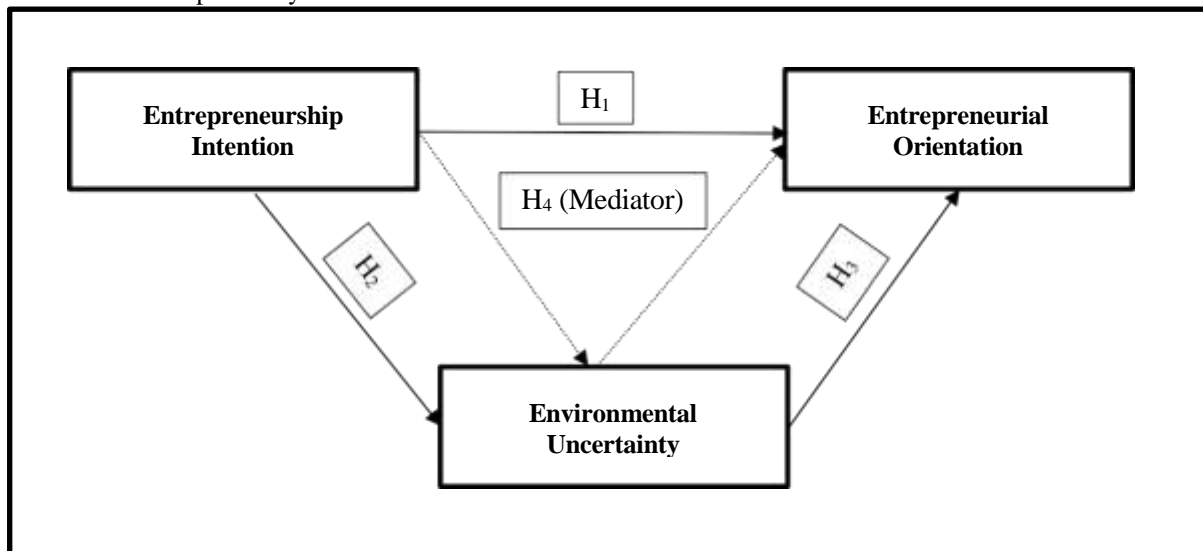 H₁
Entrepreneurship
Intention
Entrepreneurial
Orientation
H₄ (Mediator)
H₂
H₃
Environmental
Uncertainty